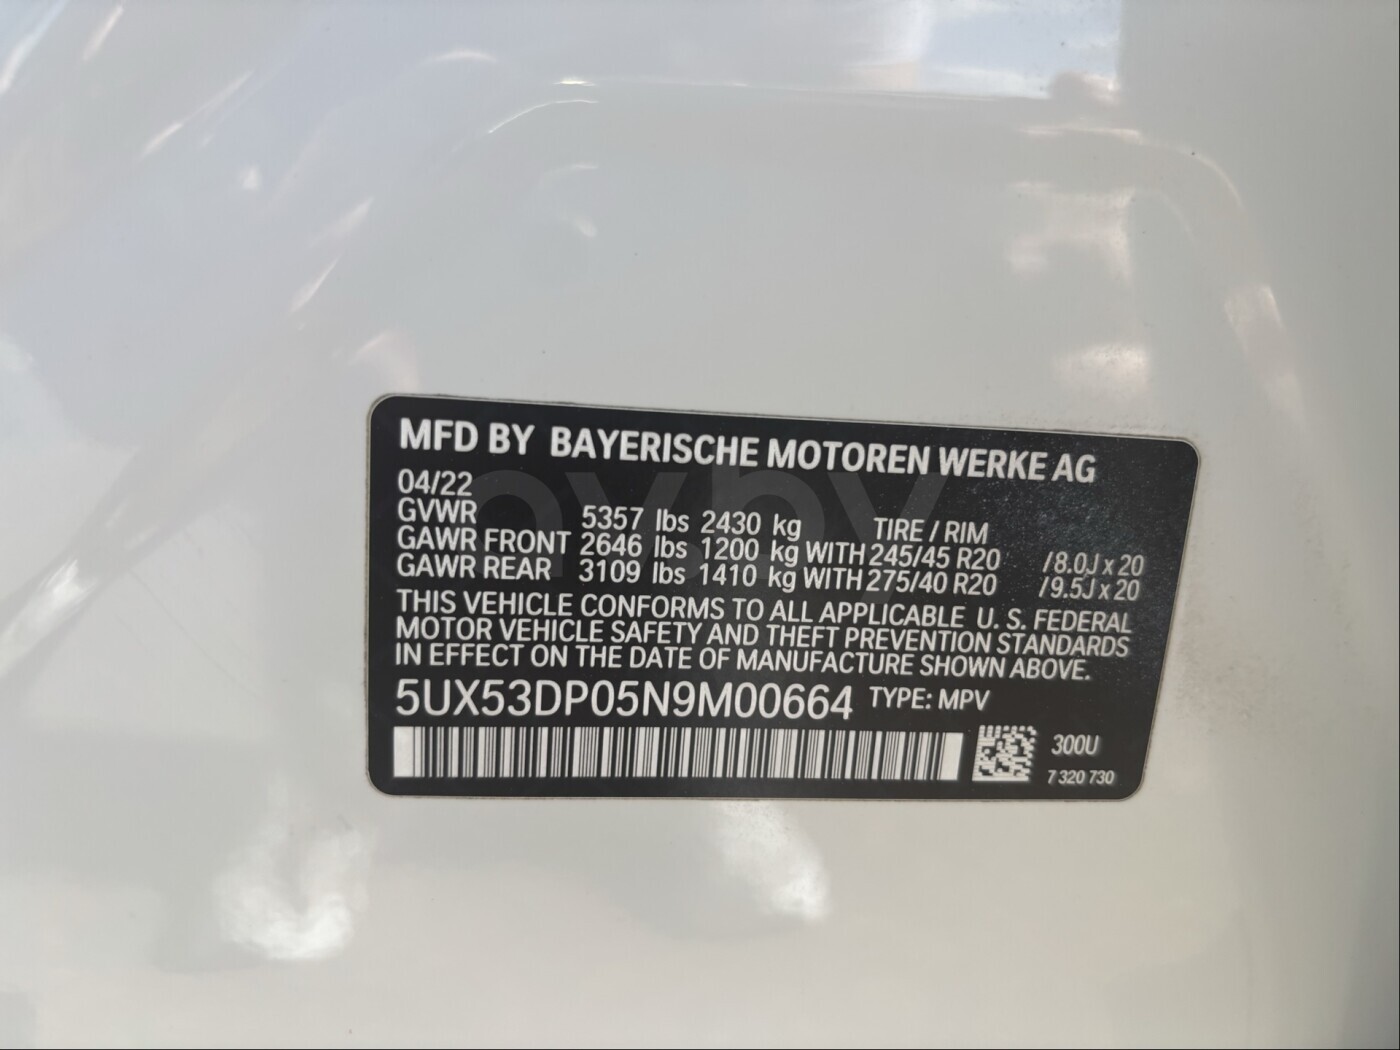 MFD BY BAYERISCHE MOTOREN WERKE AG
04/22
GVWR 5357 lbs 2430 kg TIRE / RIM
GAWR FRONT 2646 lbs 1200 kg WITH 245/45 R20 /8.0J x 20
GAWR REAR 3109 lbs 1410 kg WITH 275/40 R20 /9.5J x 20
THIS VEHICLE CONFORMS TO ALL APPLICABLE U. S. FEDERAL
MOTOR VEHICLE SAFETY AND THEFT PREVENTION STANDARDS
IN EFFECT ON THE DATE OF MANUFACTURE SHOWN ABOVE.
5UX53DP05N9M00664 TYPE: MPV
300U
7 320 730